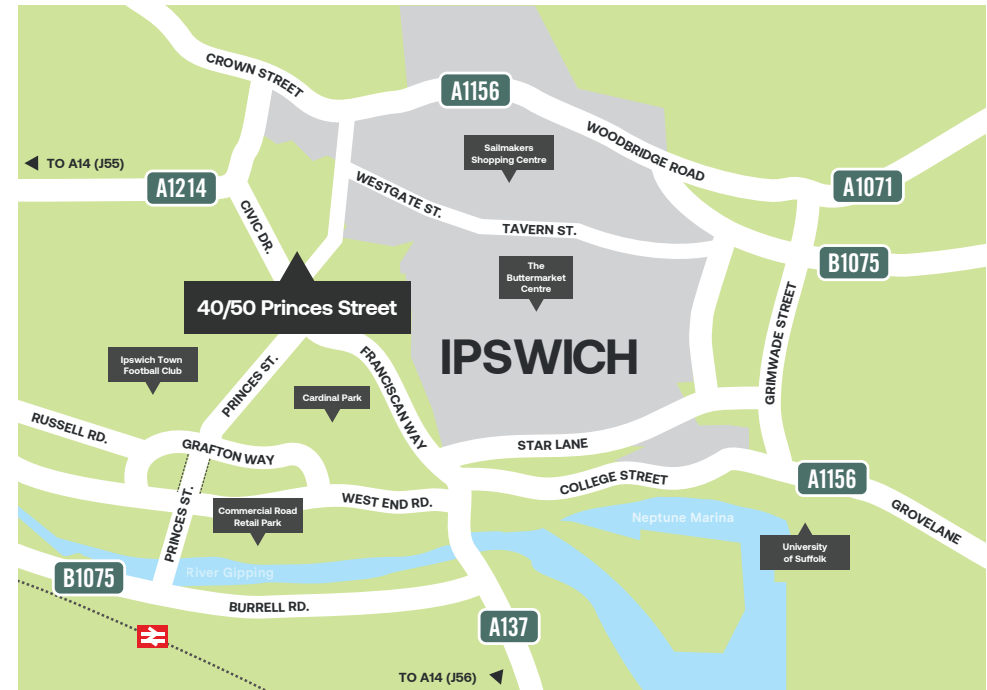 CROWN STREET
A1156
WOODBRIDGE ROAD
Sailmakers
Shopping Centre
TO A14 (J55)
A1214
A1071
WESTGATE ST.
CIVIC DR.
TAVERN ST.
B1075
The
Buttermarket
Centre
40/50 Princes Street
GRIMWADE STREET
IPSWICH
Ipswich Town
Football Club
PRINCES ST.
FRANCISCAN WAY
Cardinal Park
RUSSELL RD.
GRAFTON WAY
STAR LANE
COLLEGE STREET
A1156
WEST END RD.
PRINCES ST.
Commercial Road
Retail Park
Neptune Marina
GROVELANE
University
of Suffolk
B1075
River Gipping
BURRELL RD.
A137
TO A14 (J56)